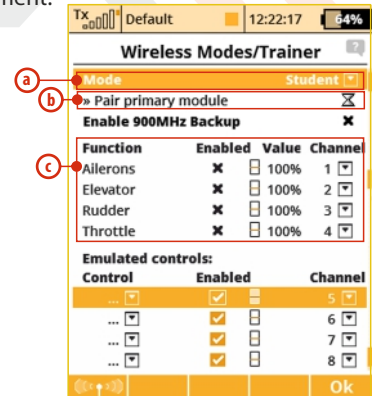 ment.
Tx Default 12:22:17 64%
Wireless Modes/Trainer ?
a Mode Student
b » Pair primary module
Enable 900MHz Backup ×
Function Enabled Value Channel
c Ailerons × 100% 1
Elevator × 100% 2
Rudder × 100% 3
Throttle × 100% 4
Emulated controls:
Control Enabled Channel
... 5
... 6
... 7
... 8
Ok